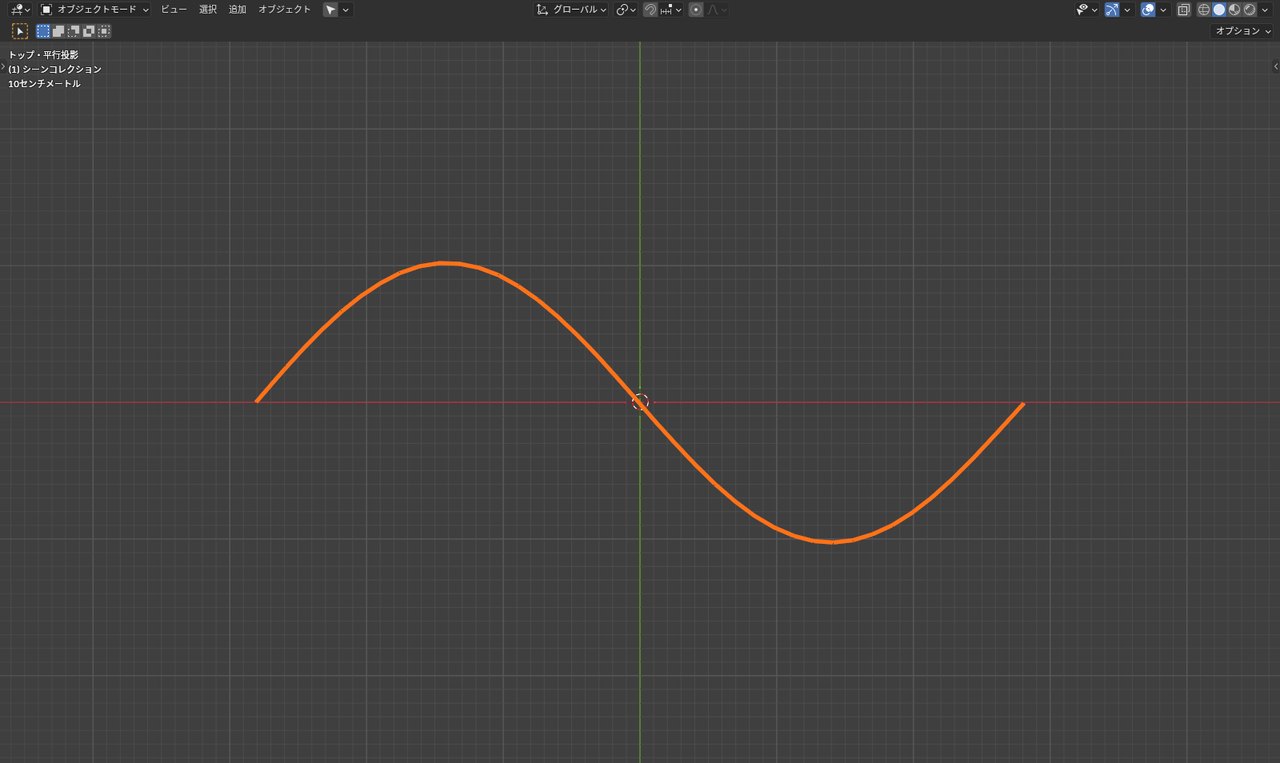 オブジェクトモード ビュー 選択 追加 オブジェクト グローバル
オプション
トップ・平行投影
(1) シーンコレクション
10センチメートル